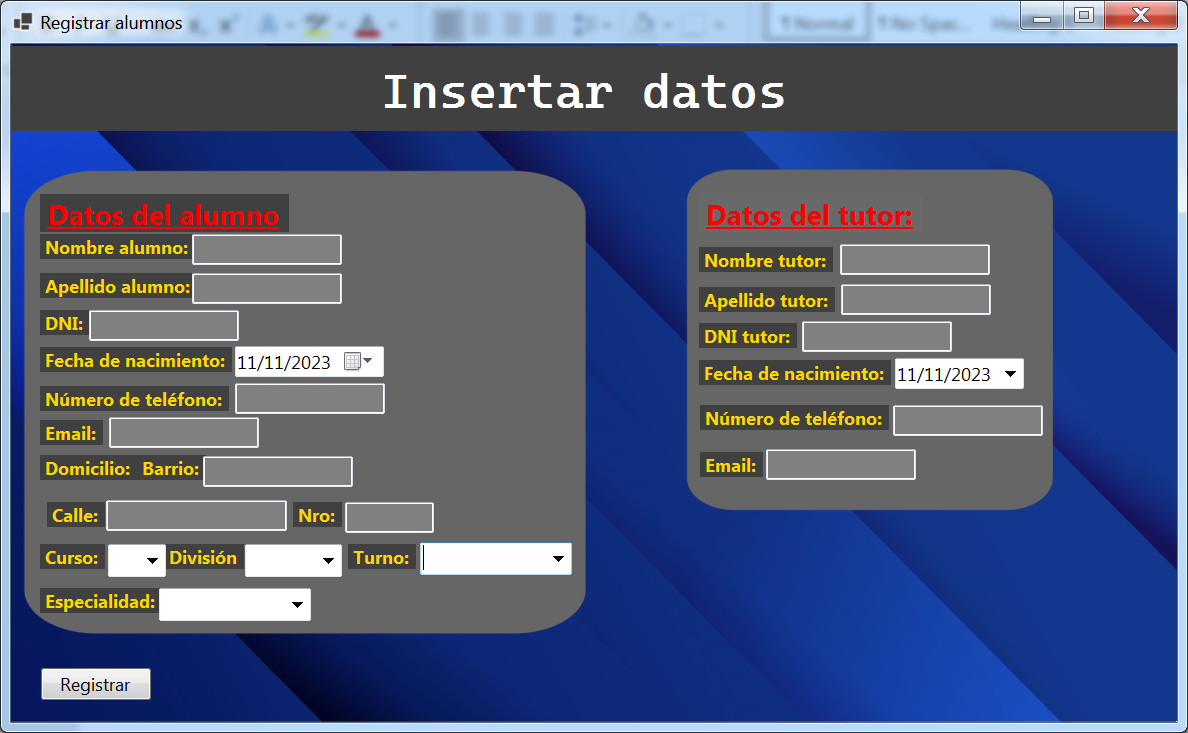 Registrar alumnos
Normal
Insertar datos
Datos del alumno
Nombre alumno:
Apellido alumno:
DNI:
Fecha de nacimiento: 11/11/2023
Número de teléfono:
Email:
Domicilio: Barrio:
Calle: Nro:
Curso: División Turno:
Especialidad:
Datos del tutor:
Nombre tutor:
Apellido tutor:
DNI tutor:
Fecha de nacimiento: 11/11/2023
Número de teléfono:
Email:
Registrar